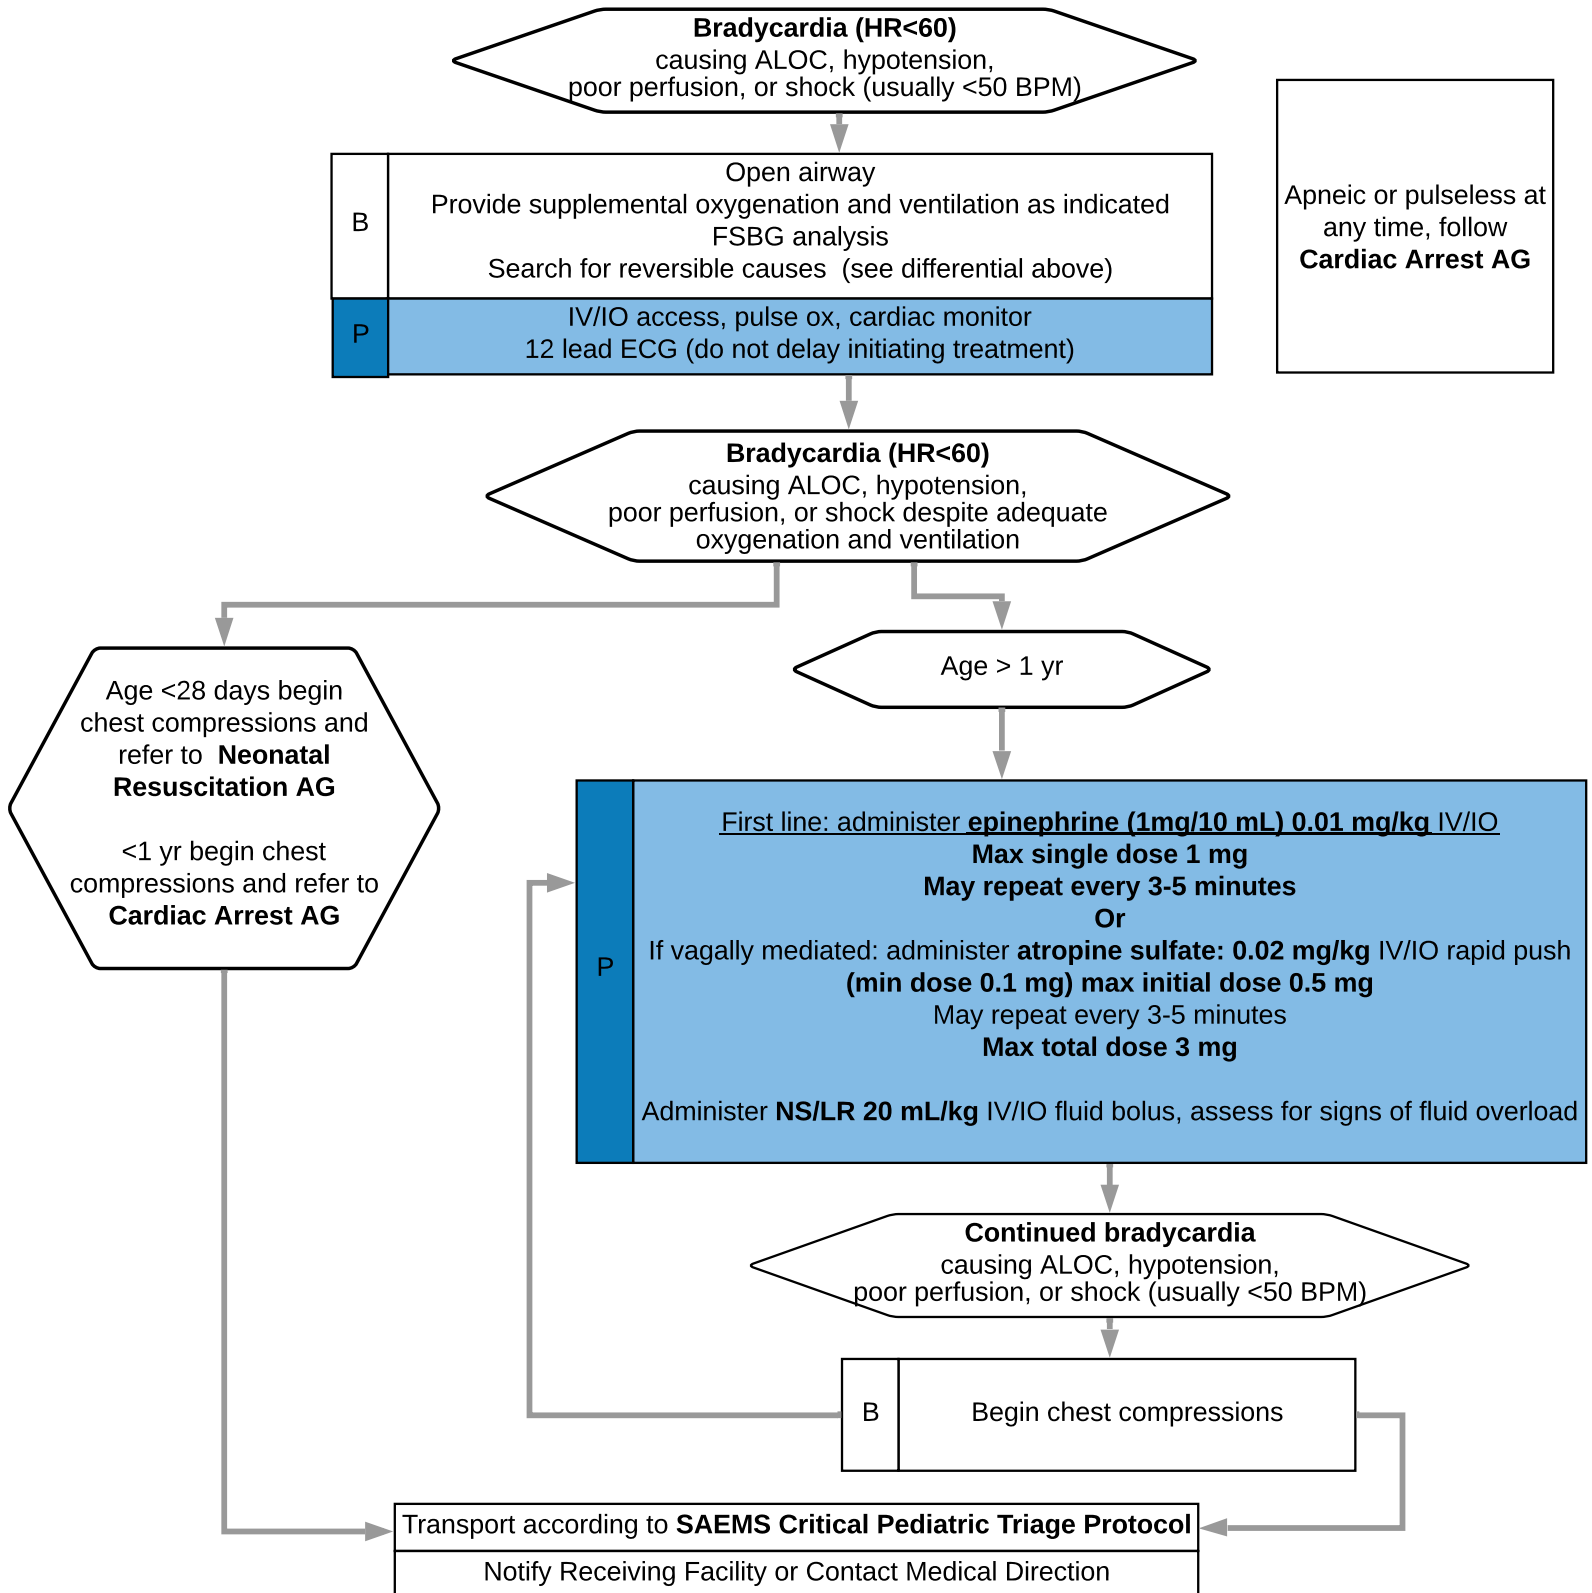 Bradycardia (HR<60)
causing ALOC, hypotension,
poor perfusion, or shock (usually <50 BPM)
Apneic or pulseless at
any time, follow
Cardiac Arrest AG
B
Open airway
Provide supplemental oxygenation and ventilation as indicated
FSBG analysis
Search for reversible causes  (see differential above)
P
IV/IO access, pulse ox, cardiac monitor
12 lead ECG (do not delay initiating treatment)
Bradycardia (HR<60)
causing ALOC, hypotension,
poor perfusion, or shock despite adequate
oxygenation and ventilation
Age <28 days begin
chest compressions and
refer to  Neonatal
Resuscitation AG
<1 yr begin chest
compressions and refer to
Cardiac Arrest AG
Age > 1 yr
P
First line: administer epinephrine (1mg/10 mL) 0.01 mg/kg IV/IO
Max single dose 1 mg
May repeat every 3-5 minutes
Or
If vagally mediated: administer atropine sulfate: 0.02 mg/kg IV/IO rapid push
(min dose 0.1 mg) max initial dose 0.5 mg
May repeat every 3-5 minutes
Max total dose 3 mg
Administer NS/LR 20 mL/kg IV/IO fluid bolus, assess for signs of fluid overload
Continued bradycardia
causing ALOC, hypotension,
poor perfusion, or shock (usually <50 BPM)
B
Begin chest compressions
Transport according to SAEMS Critical Pediatric Triage Protocol
Notify Receiving Facility or Contact Medical Direction